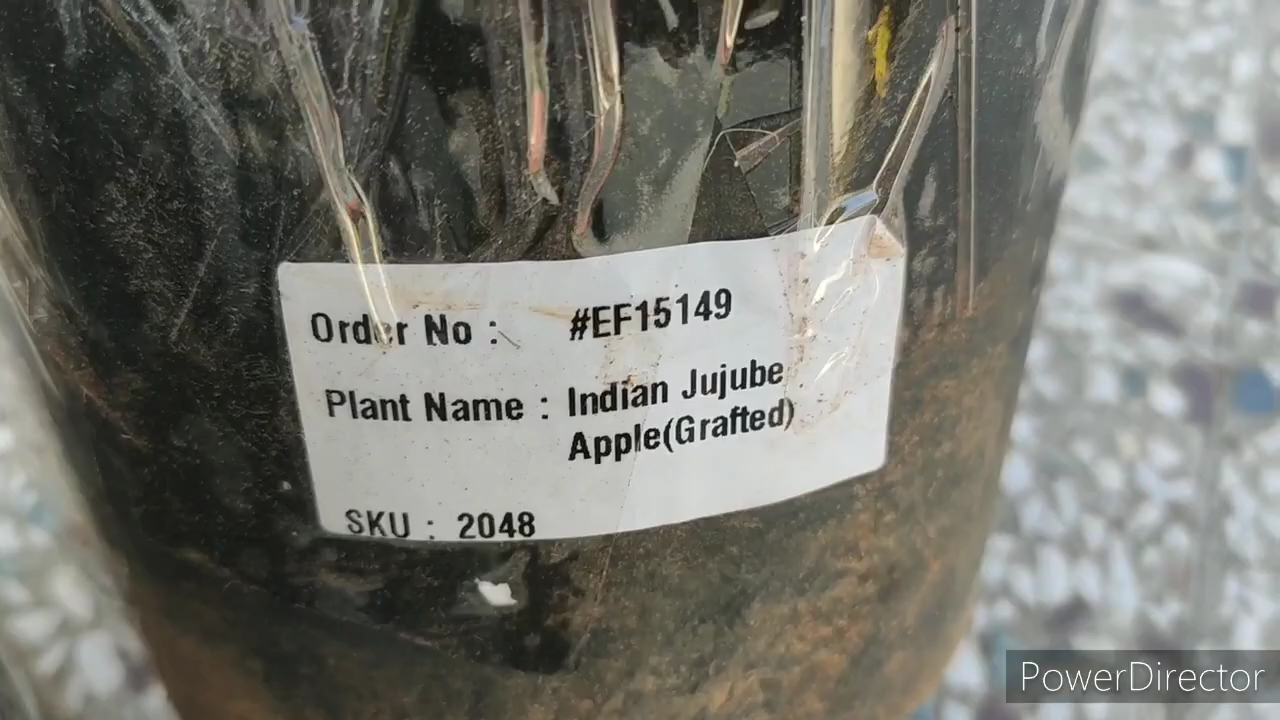 Order No : #EF15149
Plant Name : Indian Jujube
Apple(Grafted)
SKU : 2048
PowerDirector